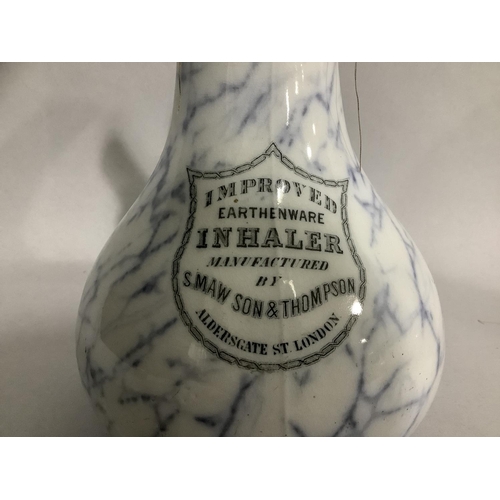 IMPROVED
EARTHENWARE
INHALER
MANUFACTURED
BY
S. MAW SON & THOMPSON
ALDERSGATE ST. LONDON